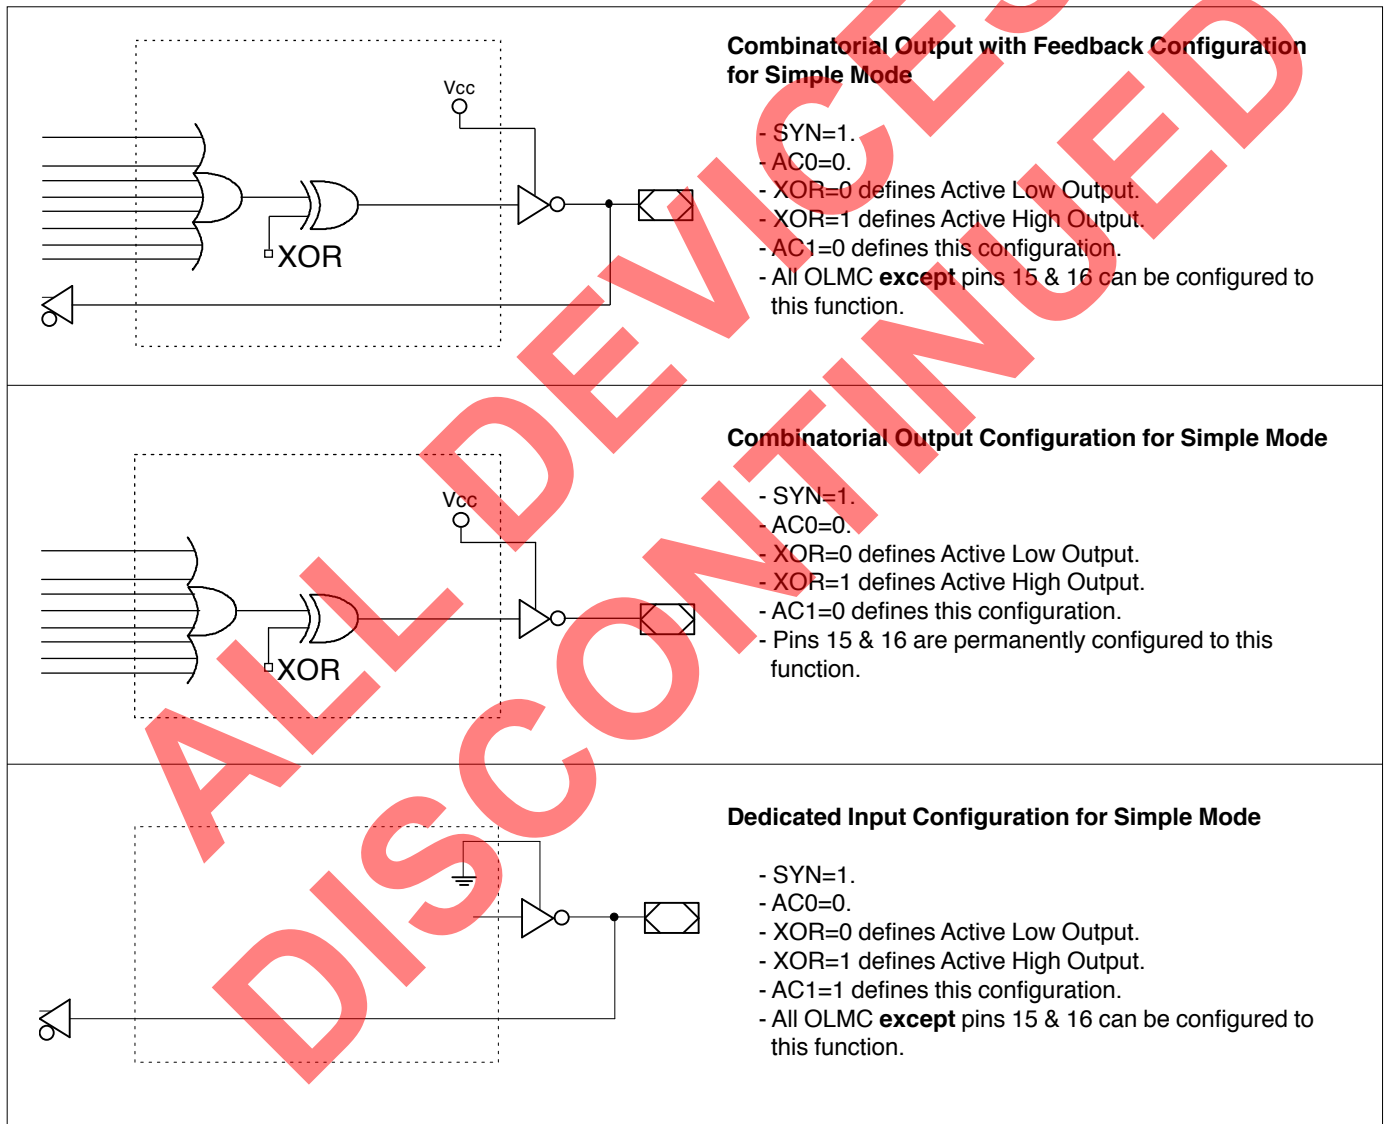 Combinatorial Output with Feedback Configuration
for Simple Mode
Vcc
- SYN=1.
- AC0=0.
- XOR=0 defines Active Low Output.
- XOR=1 defines Active High Output.
- AC1=0 defines this configuration.
- All OLMC except pins 15 & 16 can be configured to
this function.
XOR
Combinatorial Output Configuration for Simple Mode
Vcc
- SYN=1.
- AC0=0.
- XOR=0 defines Active Low Output.
- XOR=1 defines Active High Output.
- AC1=0 defines this configuration.
- Pins 15 & 16 are permanently configured to this
function.
XOR
Dedicated Input Configuration for Simple Mode
- SYN=1.
- AC0=0.
- XOR=0 defines Active Low Output.
- XOR=1 defines Active High Output.
- AC1=1 defines this configuration.
- All OLMC except pins 15 & 16 can be configured to
this function.
ALL DEVICES
DISCONTINUED